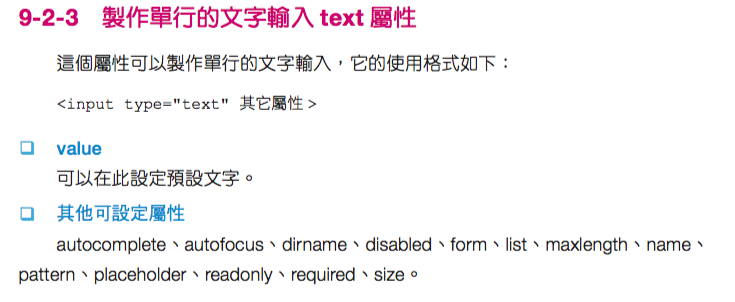 9-2-3 製作單行的文字輸入 text 屬性
這個屬性可以製作單行的文字輸入，它的使用格式如下：
<input type="text" 其它屬性>
❑ value
可以在此設定預設文字。
❑ 其他可設定屬性
autocomplete、autofocus、dirname、disabled、form、list、maxlength、name、
pattern、placeholder、readonly、required、size。